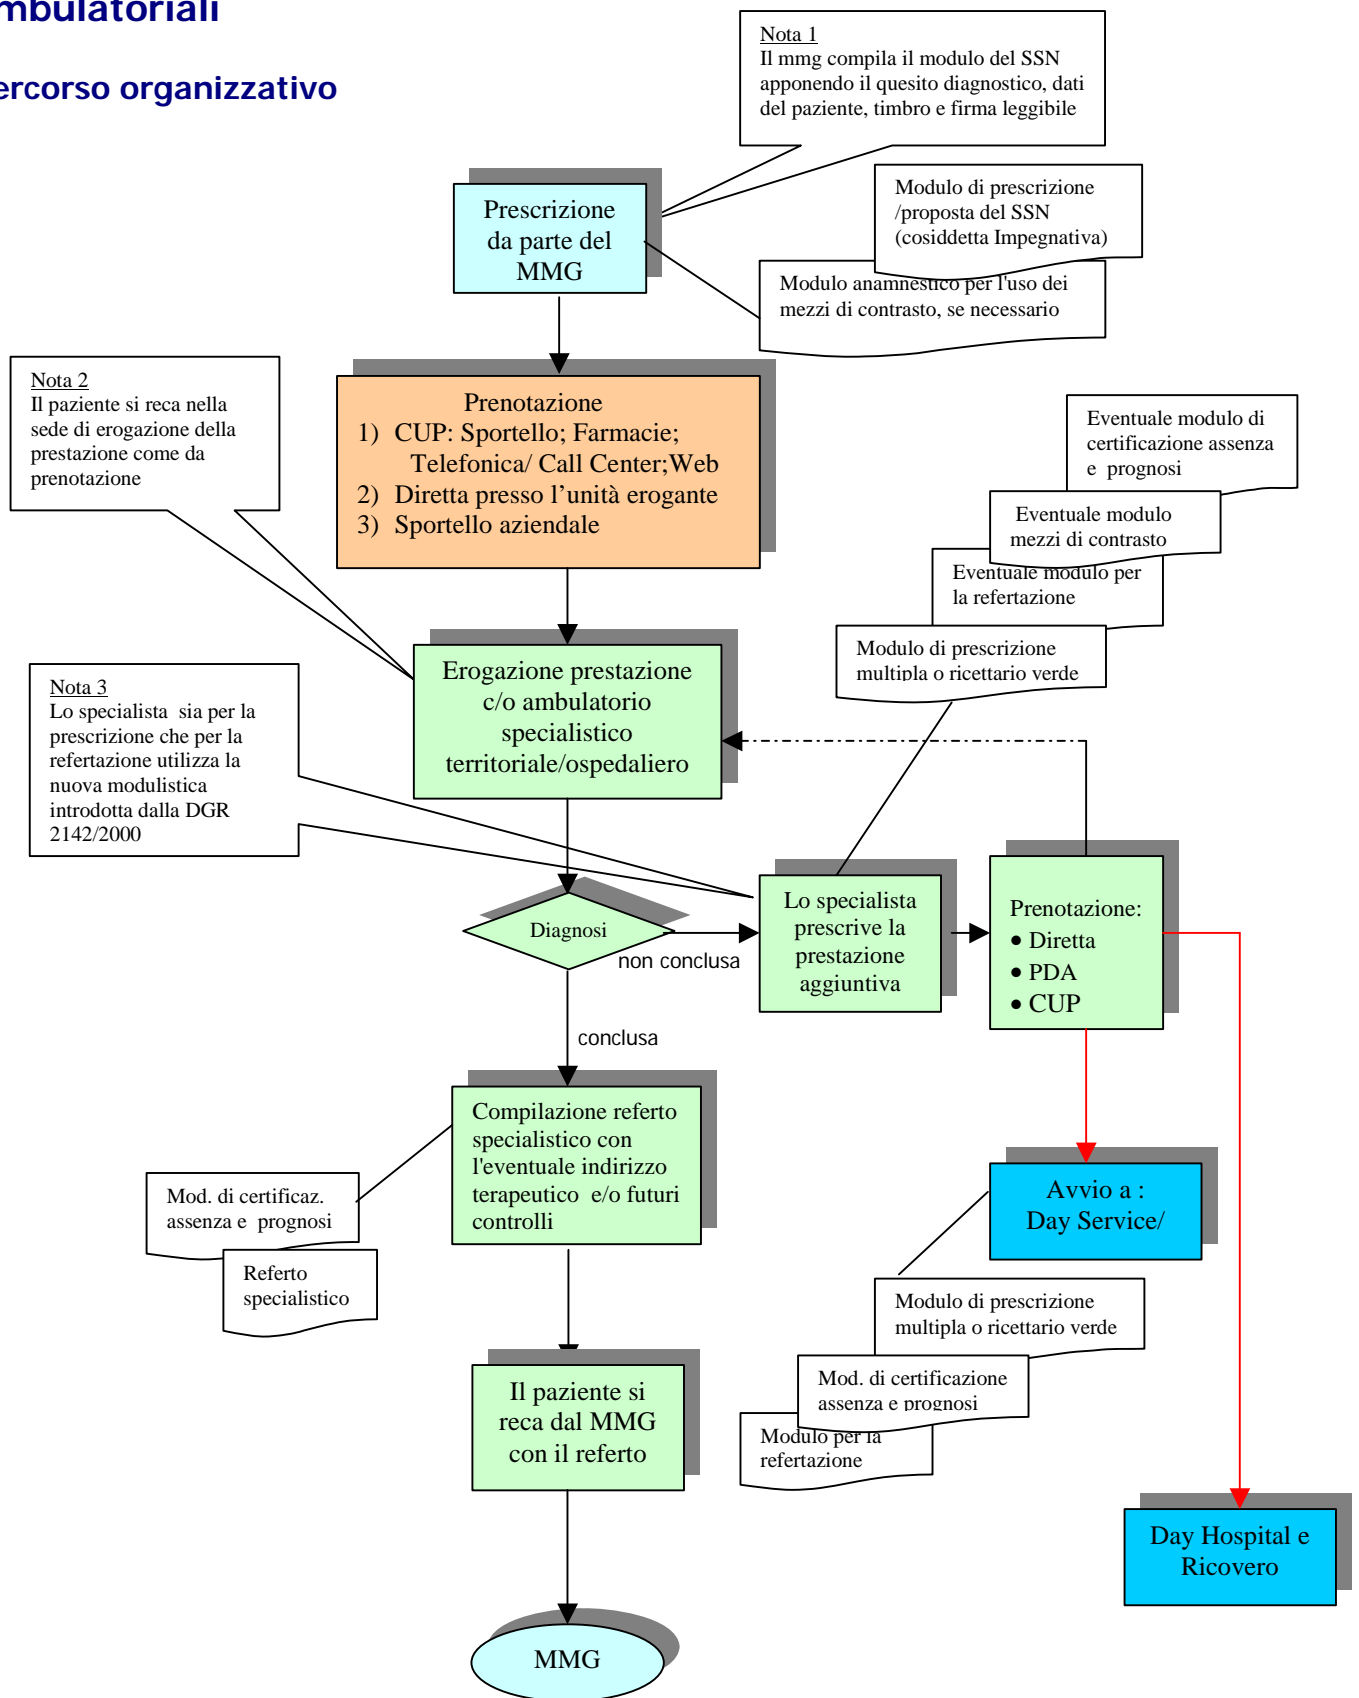 mbulatoriali
ercorso organizzativo
Nota 1
Il mmg compila il modulo del SSN
apponendo il quesito diagnostico, dati
del paziente, timbro e firma leggibile
Prescrizione
da parte del
MMG
Modulo di prescrizione
/proposta del SSN
(cosiddetta Impegnativa)
Modulo anamnestico per l'uso dei
mezzi di contrasto, se necessario
Nota 2
Il paziente si reca nella
sede di erogazione della
prestazione come da
prenotazione
Prenotazione
1) CUP: Sportello; Farmacie;
Telefonica/ Call Center;Web
2) Diretta presso l’unità erogante
3) Sportello aziendale
Eventuale modulo di
certificazione assenza
e prognosi
Eventuale modulo
mezzi di contrasto
Eventuale modulo per
la refertazione
Modulo di prescrizione
multipla o ricettario verde
Erogazione prestazione
c/o ambulatorio
specialistico
territoriale/ospedaliero
Nota 3
Lo specialista sia per la
prescrizione che per la
refertazione utilizza la
nuova modulistica
introdotta dalla DGR
2142/2000
Diagnosi
non conclusa
Lo specialista
prescrive la
prestazione
aggiuntiva
Prenotazione:
• Diretta
• PDA
• CUP
conclusa
Compilazione referto
specialistico con
l'eventuale indirizzo
terapeutico e/o futuri
controlli
Mod. di certificaz.
assenza e prognosi
Referto
specialistico
Avvio a :
Day Service/
Modulo di prescrizione
multipla o ricettario verde
Mod. di certificazione
assenza e prognosi
Modulo per la
refertazione
Il paziente si
reca dal MMG
con il referto
Day Hospital e
Ricovero
MMG